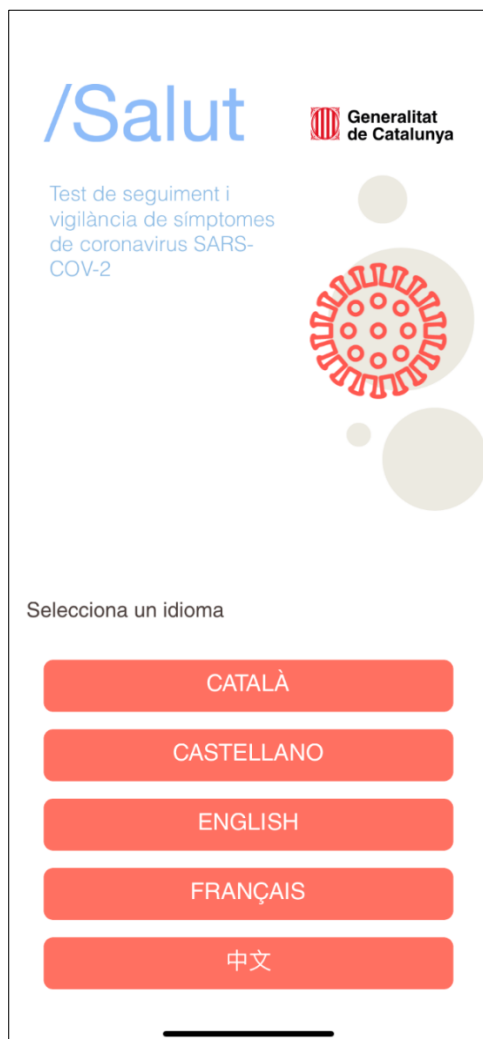 /Salut
Generalitat
de Catalunya
Test de seguiment i
vigilància de símptomes
de coronavirus SARS-
COV-2
Selecciona un idioma
CATALÀ
CASTELLANO
ENGLISH
FRANÇAIS
中文